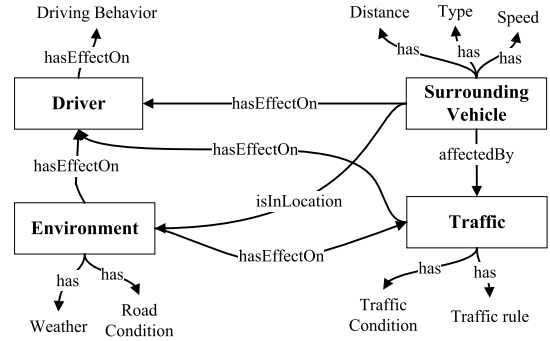 Driving Behavior
Distance
Type
Speed
hasEffectOn
has
has
has
Driver
hasEffectOn
Surrounding
Vehicle
hasEffectOn
hasEffectOn
affectedBy
isInLocation
Environment
Traffic
hasEffectOn
has
has
has
has
Weather
Road
Condition
Traffic
Condition
Traffic rule